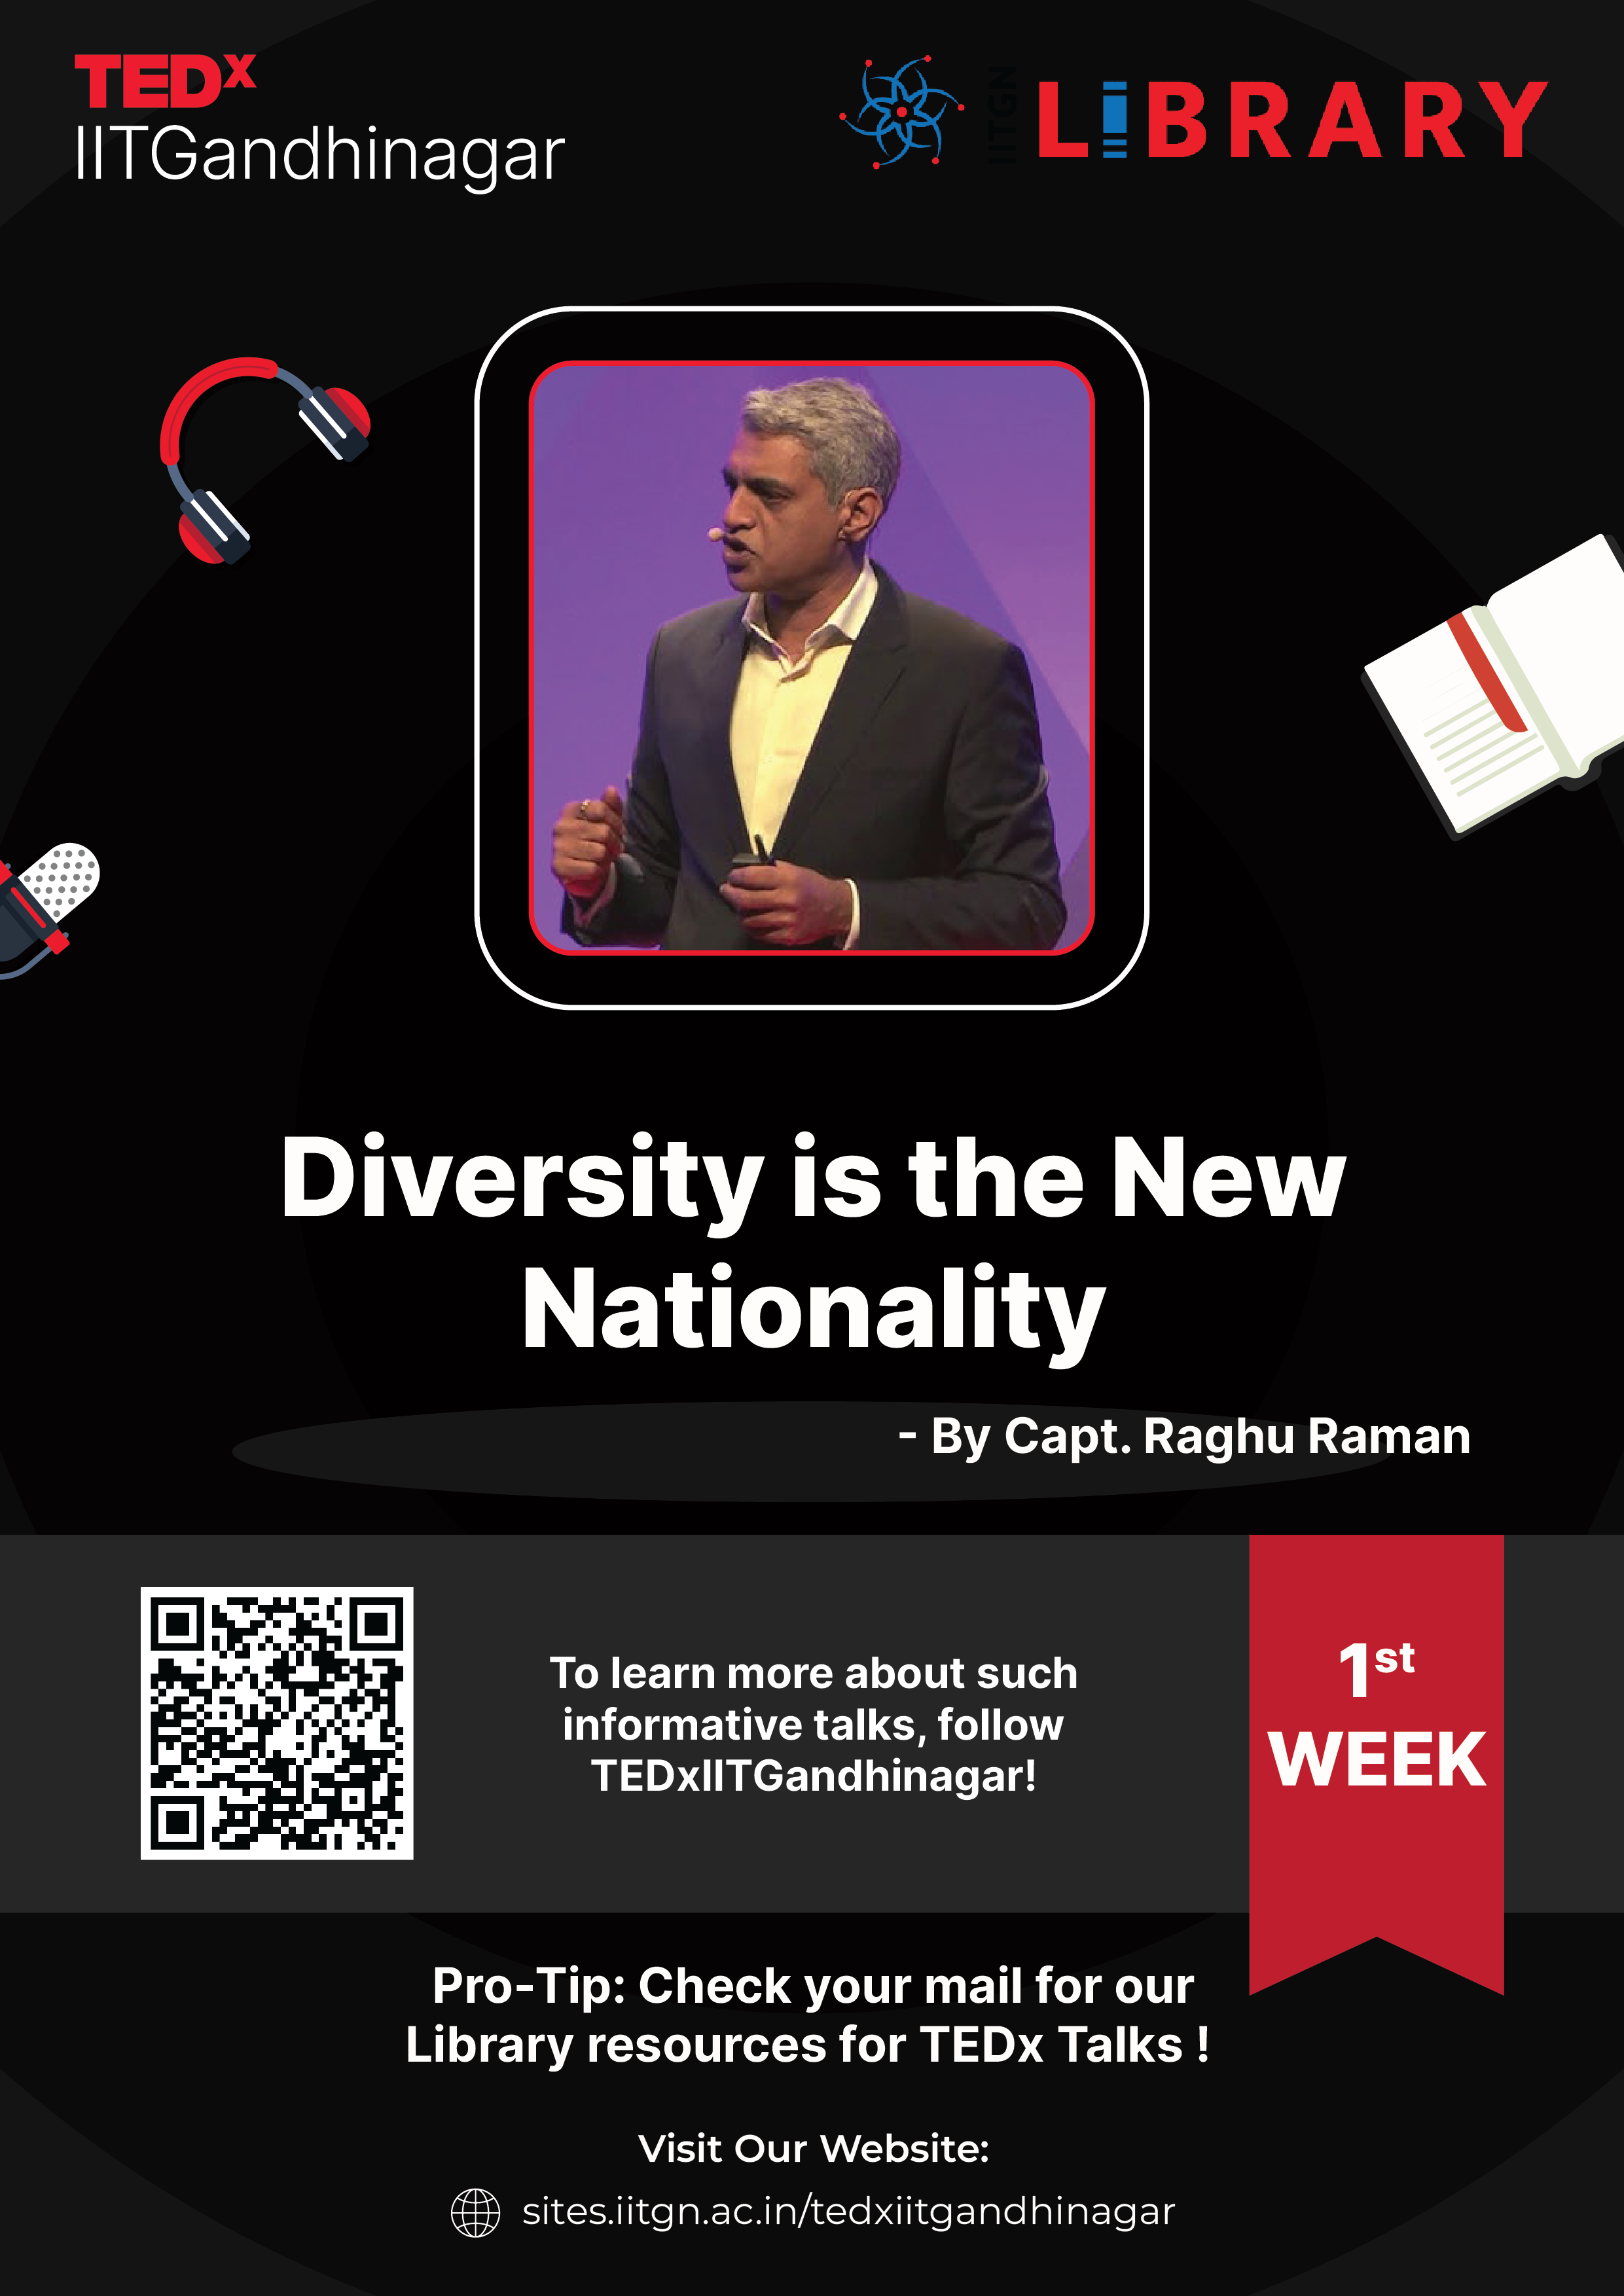 TEDx
IITGandhinagar
IITGN
LiBRARY
Diversity is the New
Nationality
- By Capt. Raghu Raman
To learn more about such
informative talks, follow
TEDxIITGandhinagar!
1st
WEEK
Pro-Tip: Check your mail for our
Library resources for TEDx Talks !
Visit Our Website:
sites.iitgn.ac.in/tedxiitgandhinagar